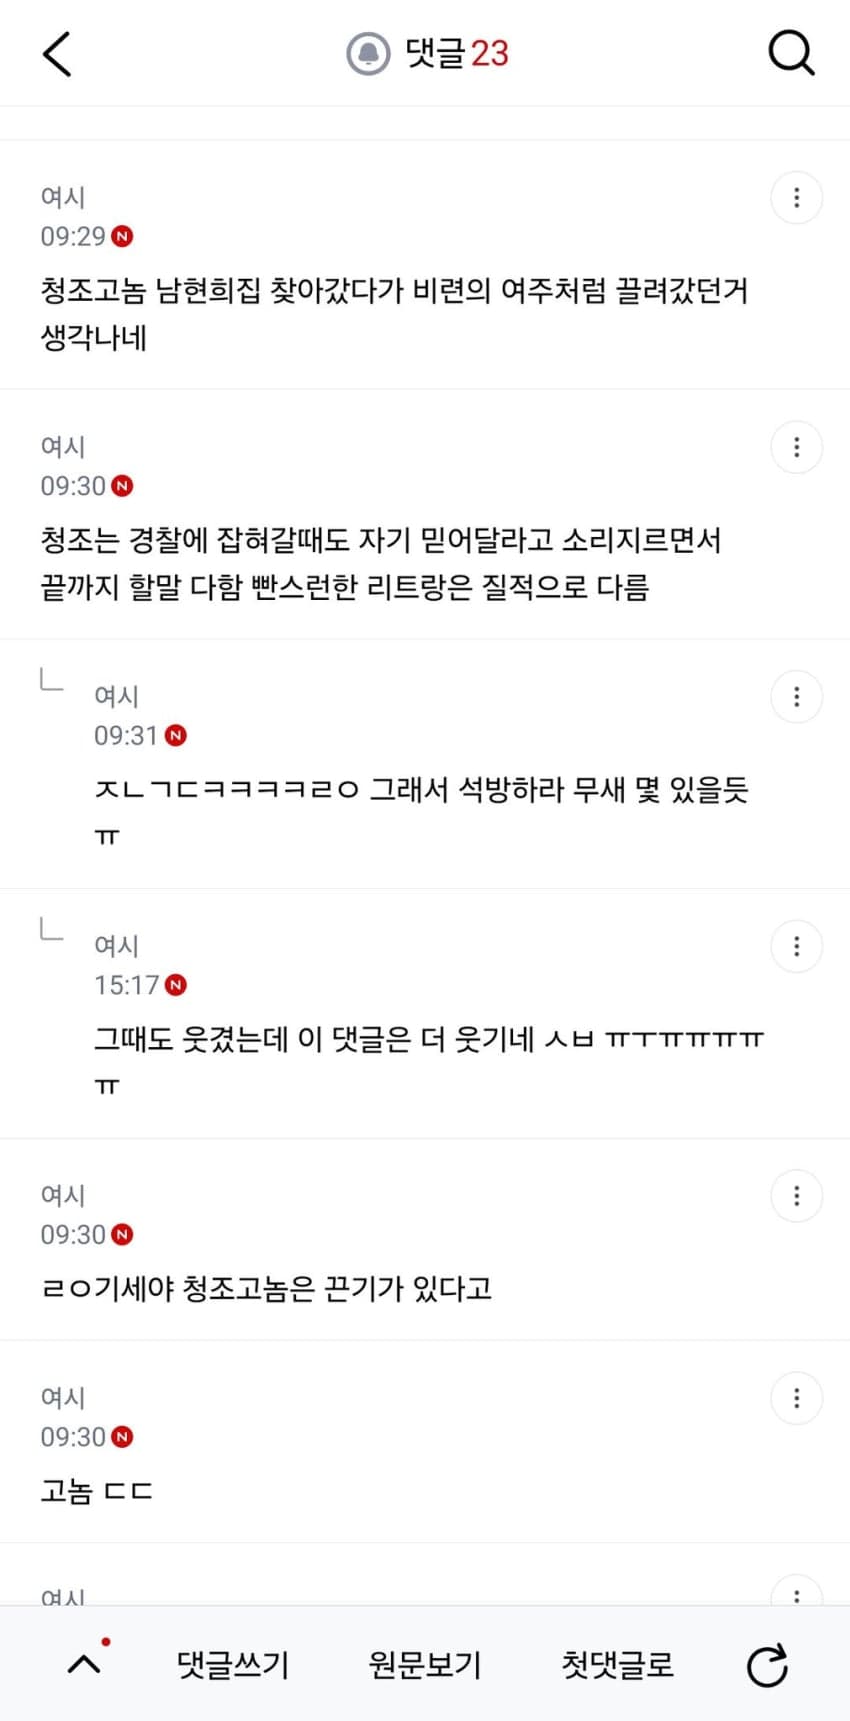 댓글 23
여시
09:29 N
청조고놈 남현희집 찾아갔다가 비련의 여주처럼 끌려갔던거
생각나네
여시
09:30 N
청조는 경찰에 잡혀갈때도 자기 믿어달라고 소리지르면서
끝까지 할말 다함 빤스런한 리트랑은 질적으로 다름
여시
09:31 N
ㅈㄴㄱㄷㅋㅋㅋㅋㄹㅇ 그래서 석방하라 무새 몇 있을듯
ㅠ
여시
15:17 N
그때도 웃겼는데 이 댓글은 더 웃기네 ㅅㅂ ㅠㅜㅠㅠㅠㅠ
ㅠ
여시
09:30 N
ㄹㅇ기세야 청조고놈은 끈기가 있다고
여시
09:30 N
고놈 ㄷㄷ
여시
댓글쓰기 원문보기 첫댓글로